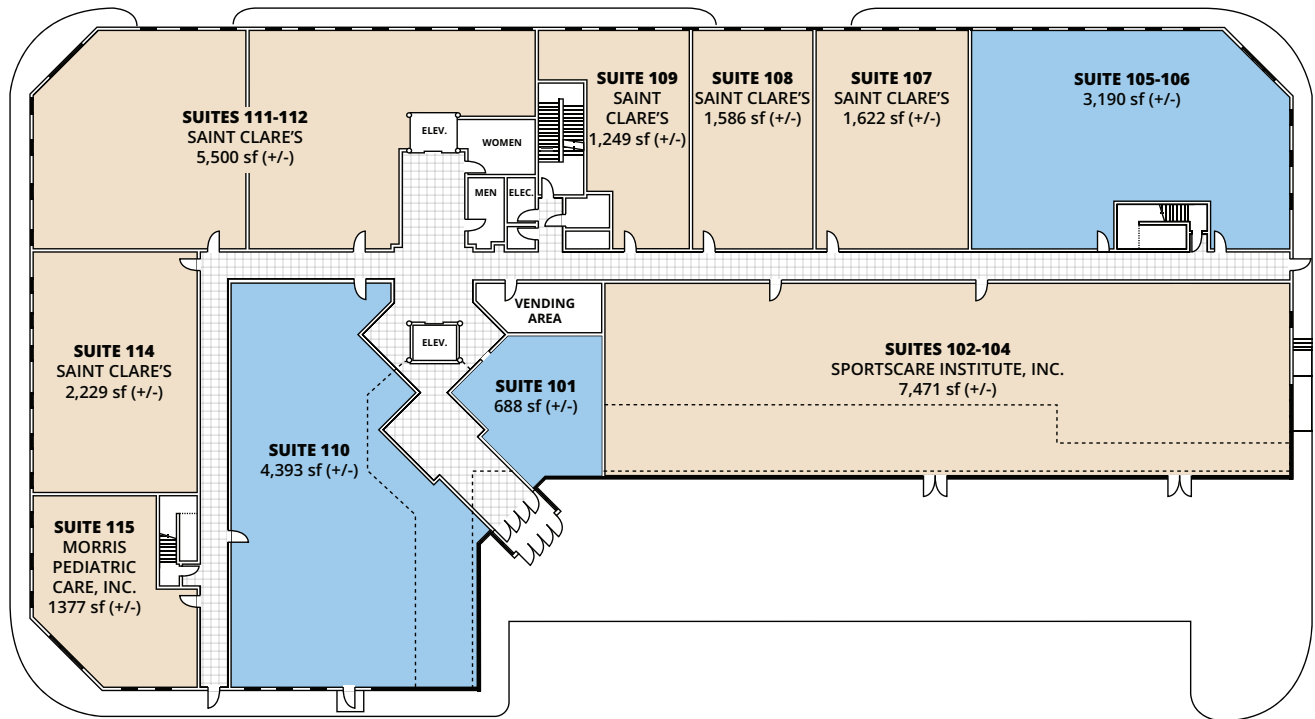 SUITES 111-112
SAINT CLARE'S
5,500 sf (+/-)
ELEV.
WOMEN
MEN
ELEC.
SUITE 109
SAINT
CLARE'S
1,249 sf (+/-)
SUITE 108
SAINT CLARE'S
1,586 sf (+/-)
SUITE 107
SAINT CLARE'S
1,622 sf (+/-)
SUITE 105-106
3,190 sf (+/-)
SUITE 114
SAINT CLARE'S
2,229 sf (+/-)
ELEV.
VENDING
AREA
SUITE 101
688 sf (+/-)
SUITES 102-104
SPORTSCARE INSTITUTE, INC.
7,471 sf (+/-)
SUITE 110
4,393 sf (+/-)
SUITE 115
MORRIS
PEDIATRIC
CARE, INC.
1377 sf (+/-)